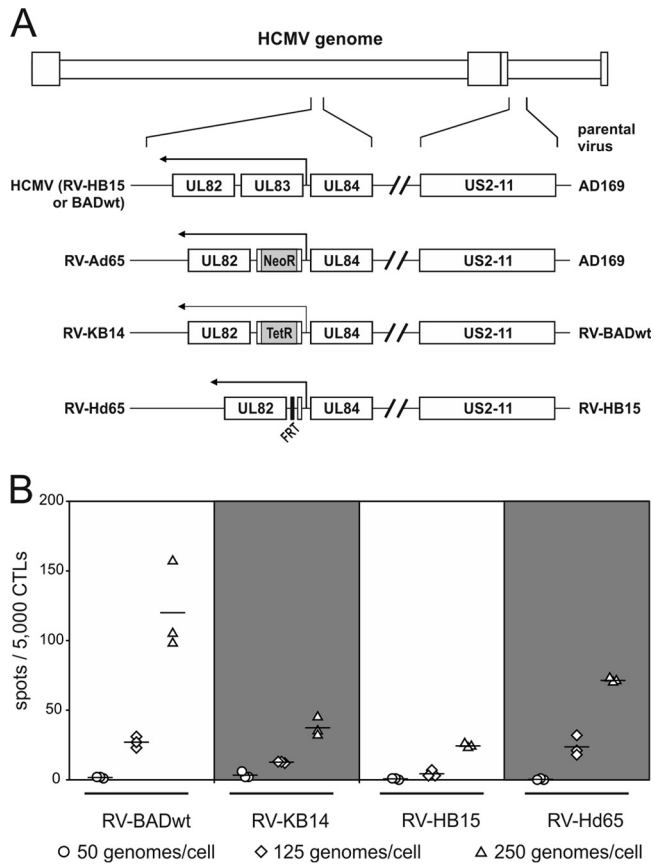 A
HCMV genome
parental
virus
HCMV (RV-HB15
or BADwt)
UL82 UL83 UL84 US2-11 AD169
RV-Ad65 UL82 NeoR UL84 US2-11 AD169
RV-KB14 UL82 TetR UL84 US2-11 RV-BADwt
RV-Hd65 UL82 UL84 US2-11 RV-HB15
FRT
B
spots / 5,000 CTLs
200
150
100
50
0
RV-BADwt RV-KB14 RV-HB15 RV-Hd65
50 genomes/cell 125 genomes/cell 250 genomes/cell